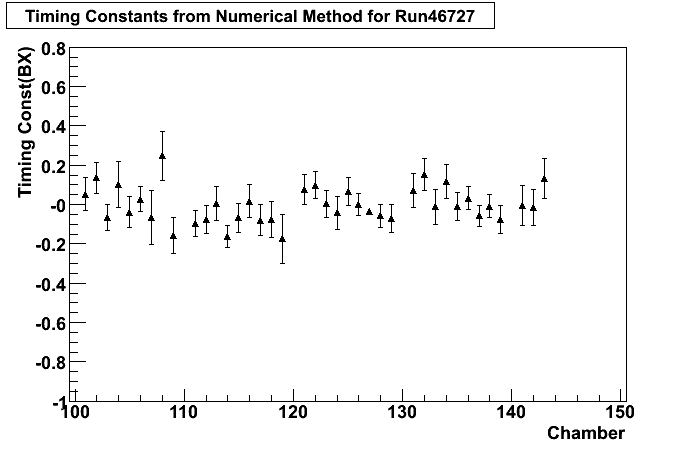 Timing Constants from Numerical Method for Run46727
Timing Const(BX)
0.8
0.6
0.4
0.2
-0
-0.2
-0.4
-0.6
-0.8
-1
100 110 120 130 140 150
Chamber